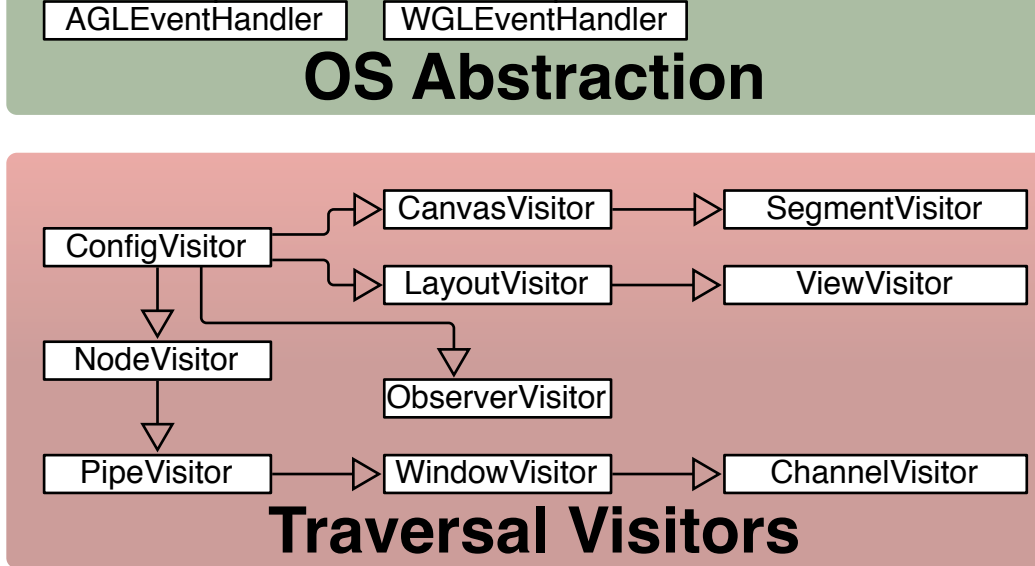 AGLEventHandler
WGLEventHandler
OS Abstraction
CanvasVisitor
SegmentVisitor
ConfigVisitor
LayoutVisitor
ViewVisitor
NodeVisitor
ObserverVisitor
PipeVisitor
WindowVisitor
ChannelVisitor
Traversal Visitors